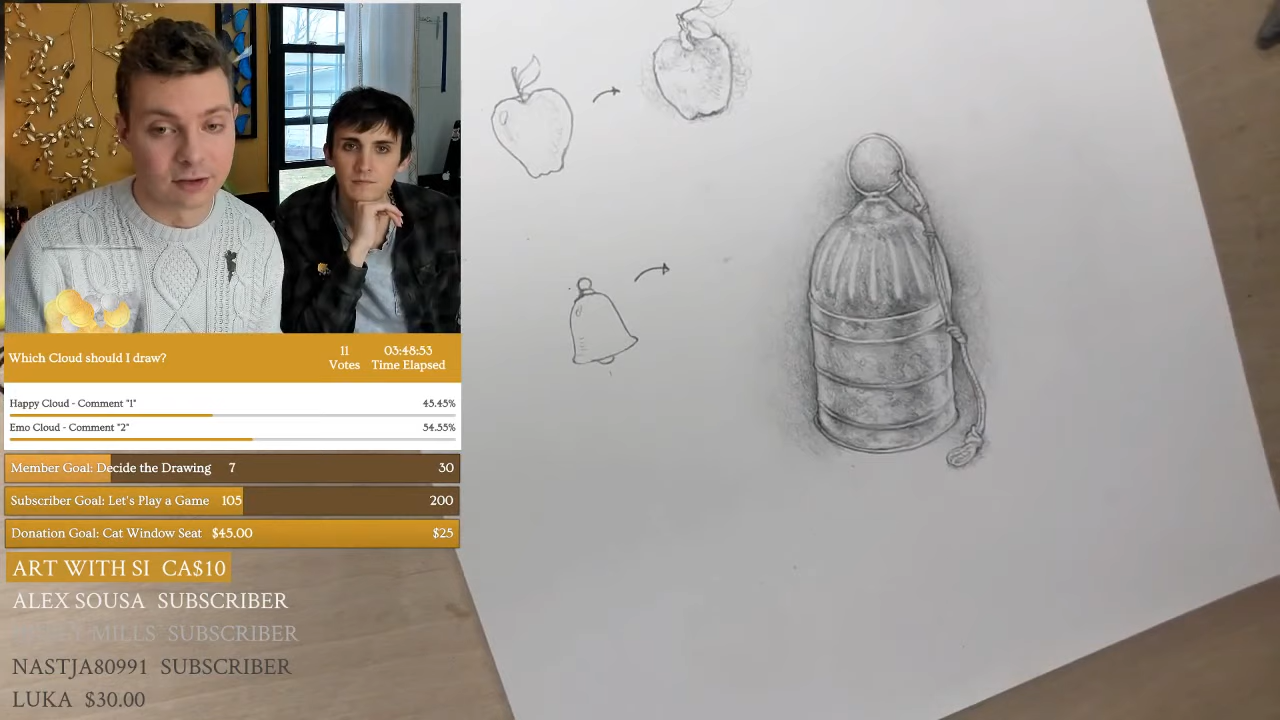 Which Cloud should I draw?
11 03:48:53
Votes Time Elapsed
Happy Cloud - Comment "1" 45.45%
Emo Cloud - Comment "2" 54.55%
Member Goal: Decide the Drawing 7 30
Subscriber Goal: Let's Play a Game 105 200
Donation Goal: Cat Window Seat $45.00 $25
ART WITH SI CA$10
ALEX SOUSA SUBSCRIBER
MILLS SUBSCRIBER
NASTJA80991 SUBSCRIBER
LUKA $30.00